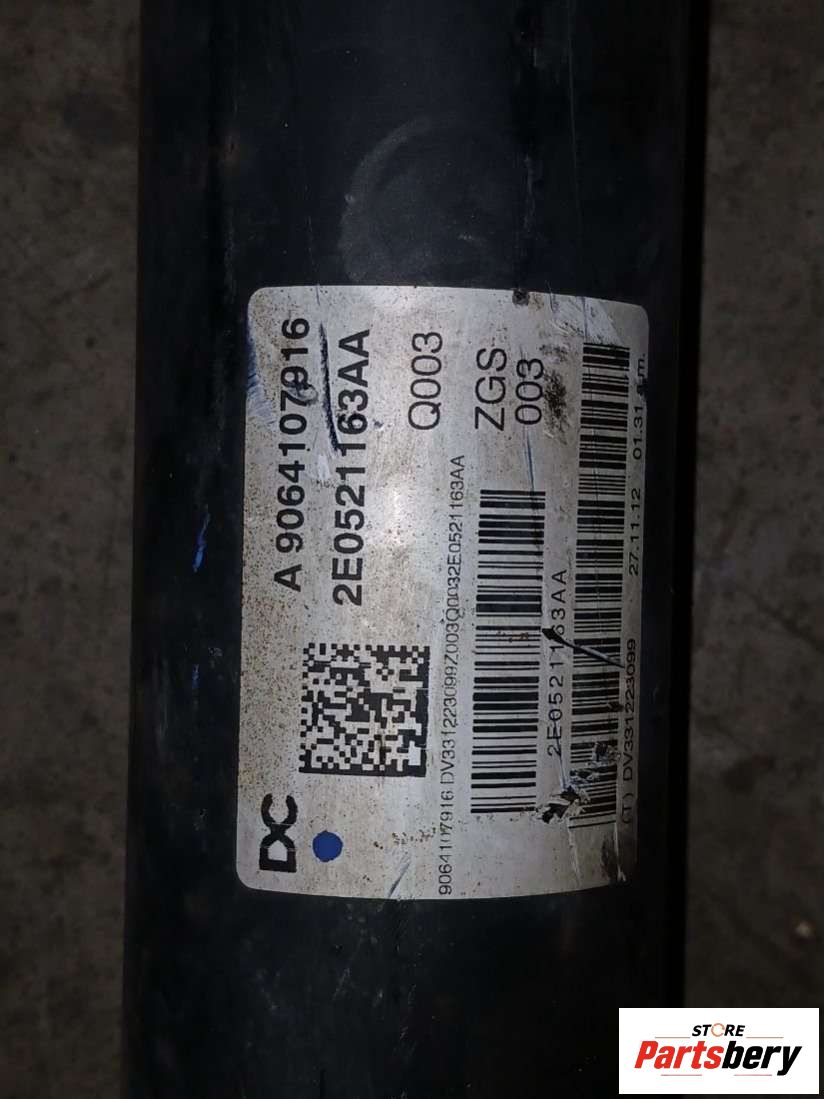 A 9064107916
2E0521163AA
Q003
ZGS
003
DC
9064107916 DV331223099Z003Q0032E0521163AA
2E0521163AA
(T) DV331223099 27.11.12 01.31
STORE
Partsbery